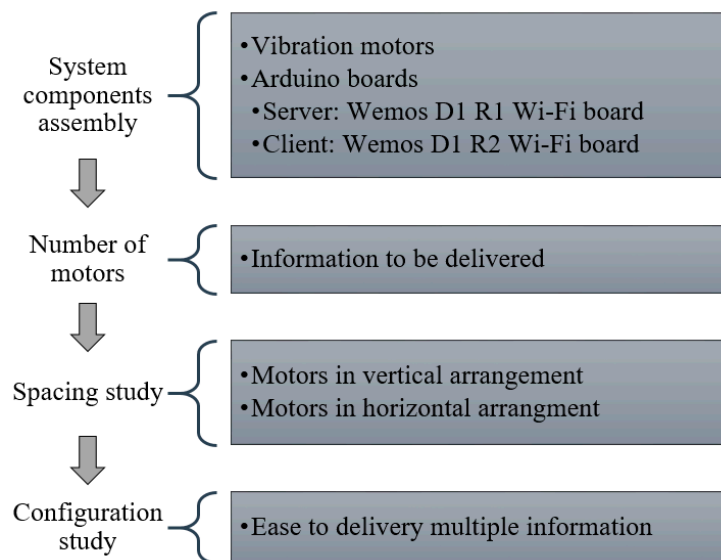 System
components
assembly
•Vibration motors
•Arduino boards
•Server: Wemos D1 R1 Wi-Fi board
•Client: Wemos D1 R2 Wi-Fi board
Number of
motors
•Information to be delivered
Spacing study
•Motors in vertical arrangement
•Motors in horizontal arrangment
Configuration
study
•Ease to delivery multiple information